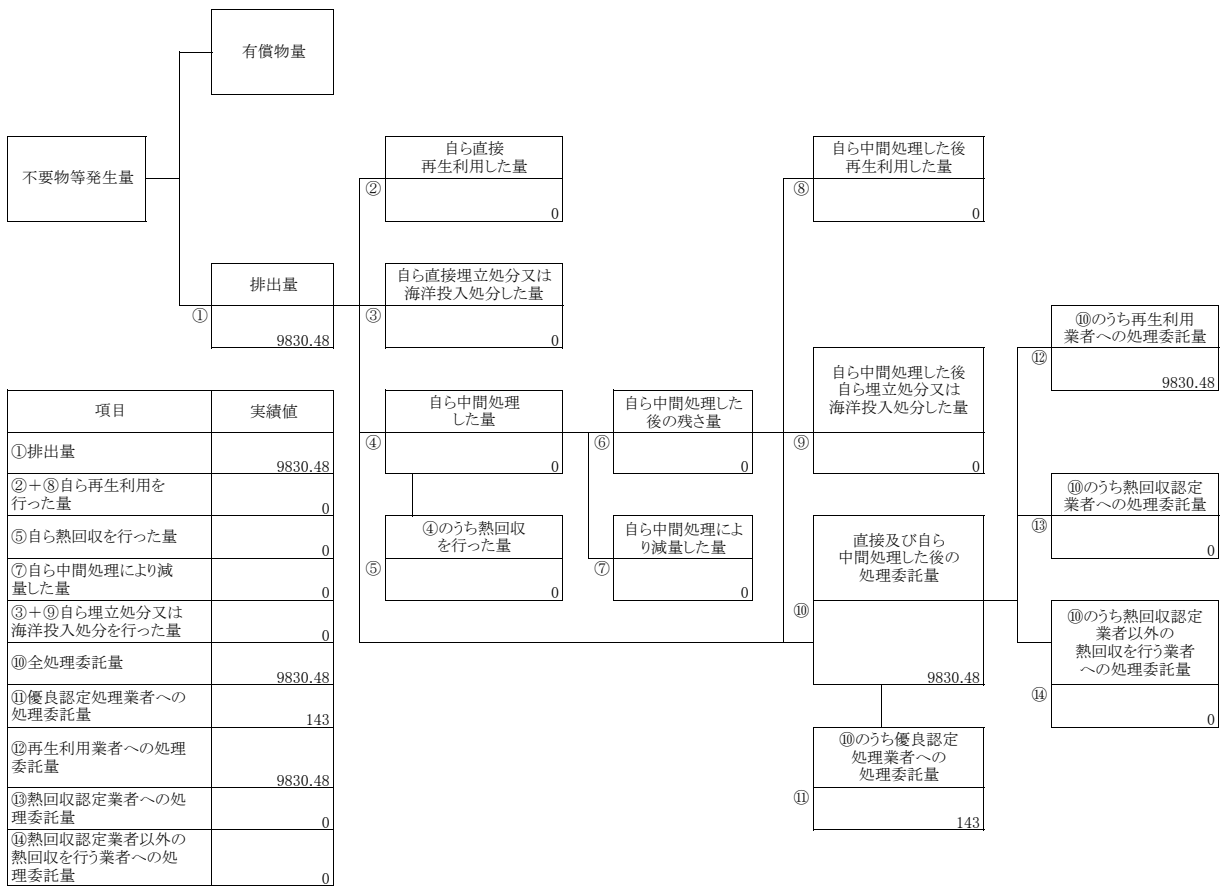 有償物量
不要物等発生量
排出量
①
9830.48
自ら直接
再生利用した量
②
0
自ら直接埋立処分又は
海洋投入処分した量
③
0
自ら中間処理
した量
④
0
④のうち熱回収
を行った量
⑤
0
自ら中間処理した
後の残さ量
⑥
0
自ら中間処理によ
り減量した量
⑦
0
自ら中間処理した後
再生利用した量
⑧
0
自ら中間処理した後
自ら埋立処分又は
海洋投入処分した量
⑨
0
直接及び自ら
中間処理した後の
処理委託量
⑩
9830.48
⑩のうち優良認定
処理業者への
処理委託量
⑪
143
⑩のうち再生利用
業者への処理委託量
⑫
9830.48
⑩のうち熱回収認定
業者への処理委託量
⑬
0
⑩のうち熱回収認定
業者以外の
熱回収を行う業者
への処理委託量
⑭
0
項目 実績値
①排出量
9830.48
②+⑧自ら再生利用を
行った量
0
⑤自ら熱回収を行った量
0
⑦自ら中間処理により減
量した量
0
③+⑨自ら埋立処分又は
海洋投入処分を行った量
0
⑩全処理委託量
9830.48
⑪優良認定処理業者への
処理委託量
143
⑫再生利用業者への処理
委託量
9830.48
⑬熱回収認定業者への処
理委託量
0
⑭熱回収認定業者以外の
熱回収を行う業者への処
理委託量
0